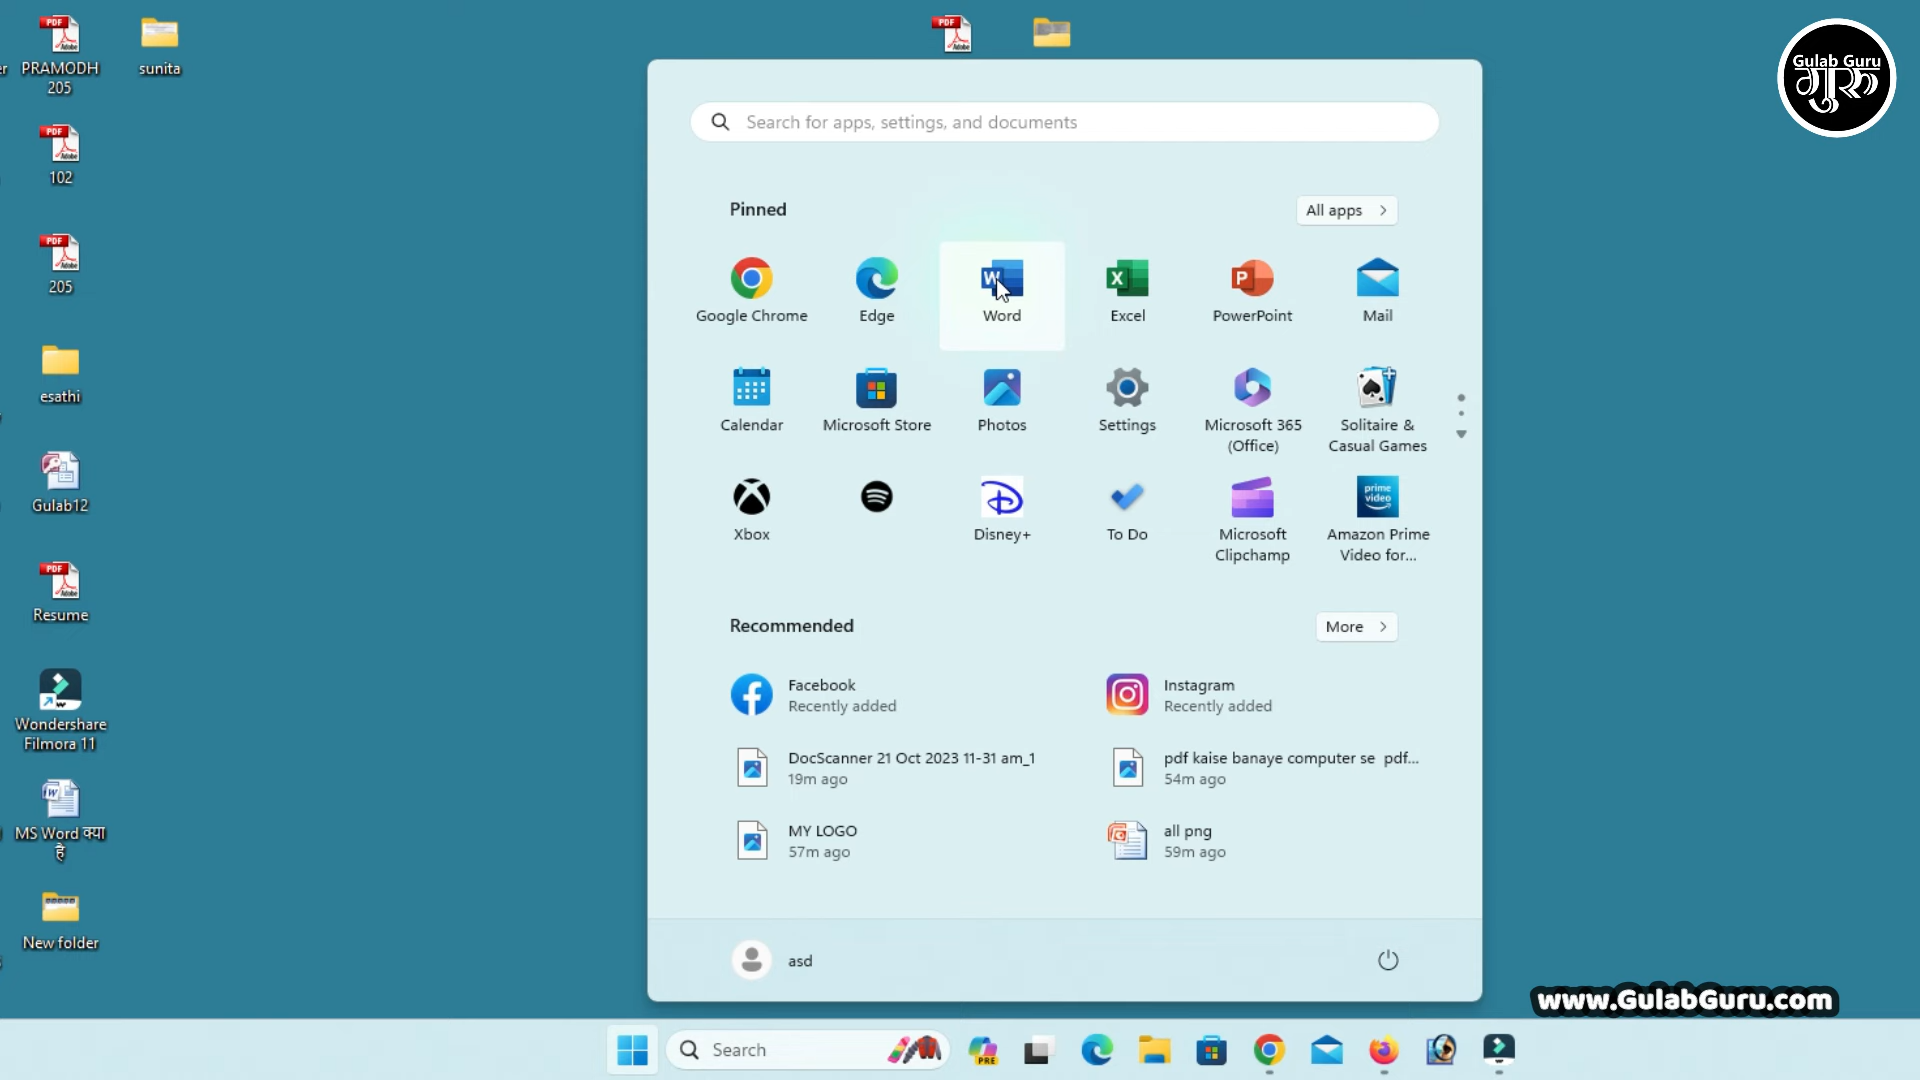 PRAMODH
205
sunita
102
205
esathi
Gulab12
Resume
Wondershare
Filmora 11
MS Word क्या
है
New folder
Search for apps, settings, and documents
Pinned
All apps
Google Chrome
Edge
Word
Excel
PowerPoint
Mail
Calendar
Microsoft Store
Photos
Settings
Microsoft 365
(Office)
Solitaire &
Casual Games
Xbox
Disney+
To Do
Microsoft
Clipchamp
prime
video
Amazon Prime
Video for...
Recommended
More
Facebook
Recently added
Instagram
Recently added
DocScanner 21 Oct 2023 11-31 am_1
19m ago
pdf kaise banaye computer se  pdf...
54m ago
MY LOGO
57m ago
all png
59m ago
asd
Search
PRE
Gulab Guru
गुरु
www.GulabGuru.com